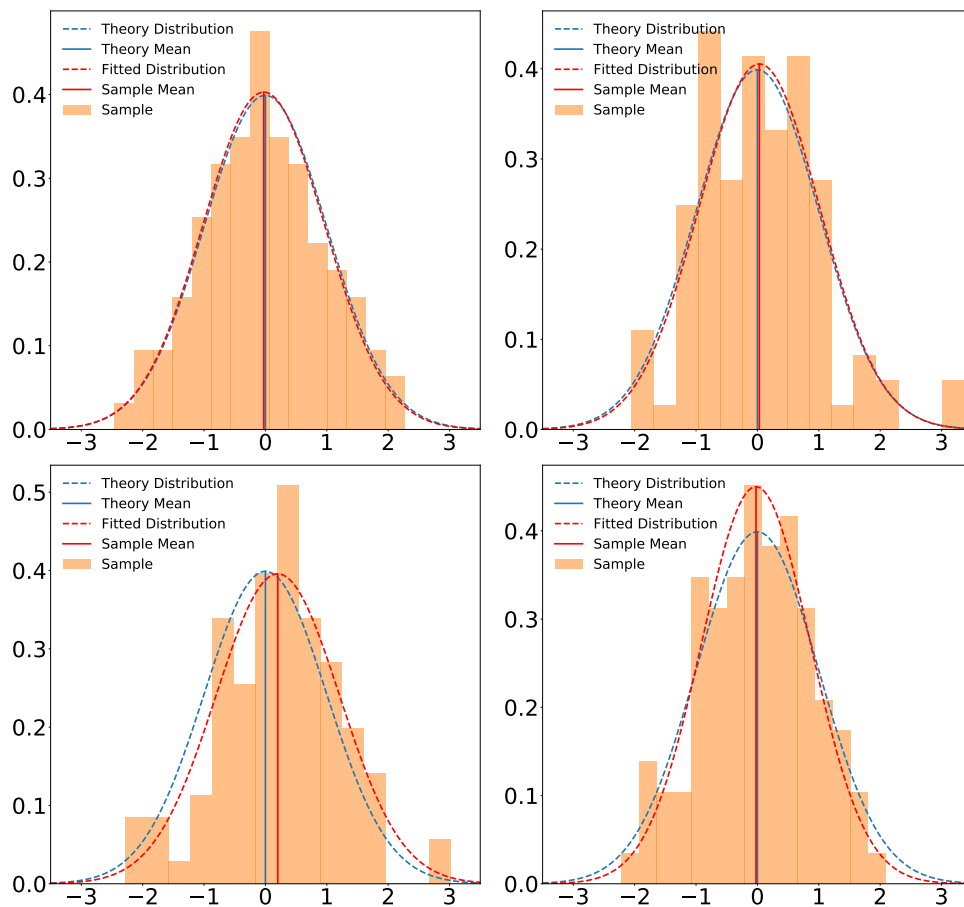 Theory Distribution
Theory Mean
Fitted Distribution
Sample Mean
Sample
0.4
0.3
0.2
0.1
0.0
−3 −2 −1 0 1 2 3
Theory Distribution
Theory Mean
Fitted Distribution
Sample Mean
Sample
0.4
0.3
0.2
0.1
0.0
−3 −2 −1 0 1 2 3
Theory Distribution
Theory Mean
Fitted Distribution
Sample Mean
Sample
0.5
0.4
0.3
0.2
0.1
0.0
−3 −2 −1 0 1 2 3
Theory Distribution
Theory Mean
Fitted Distribution
Sample Mean
Sample
0.4
0.3
0.2
0.1
0.0
−3 −2 −1 0 1 2 3